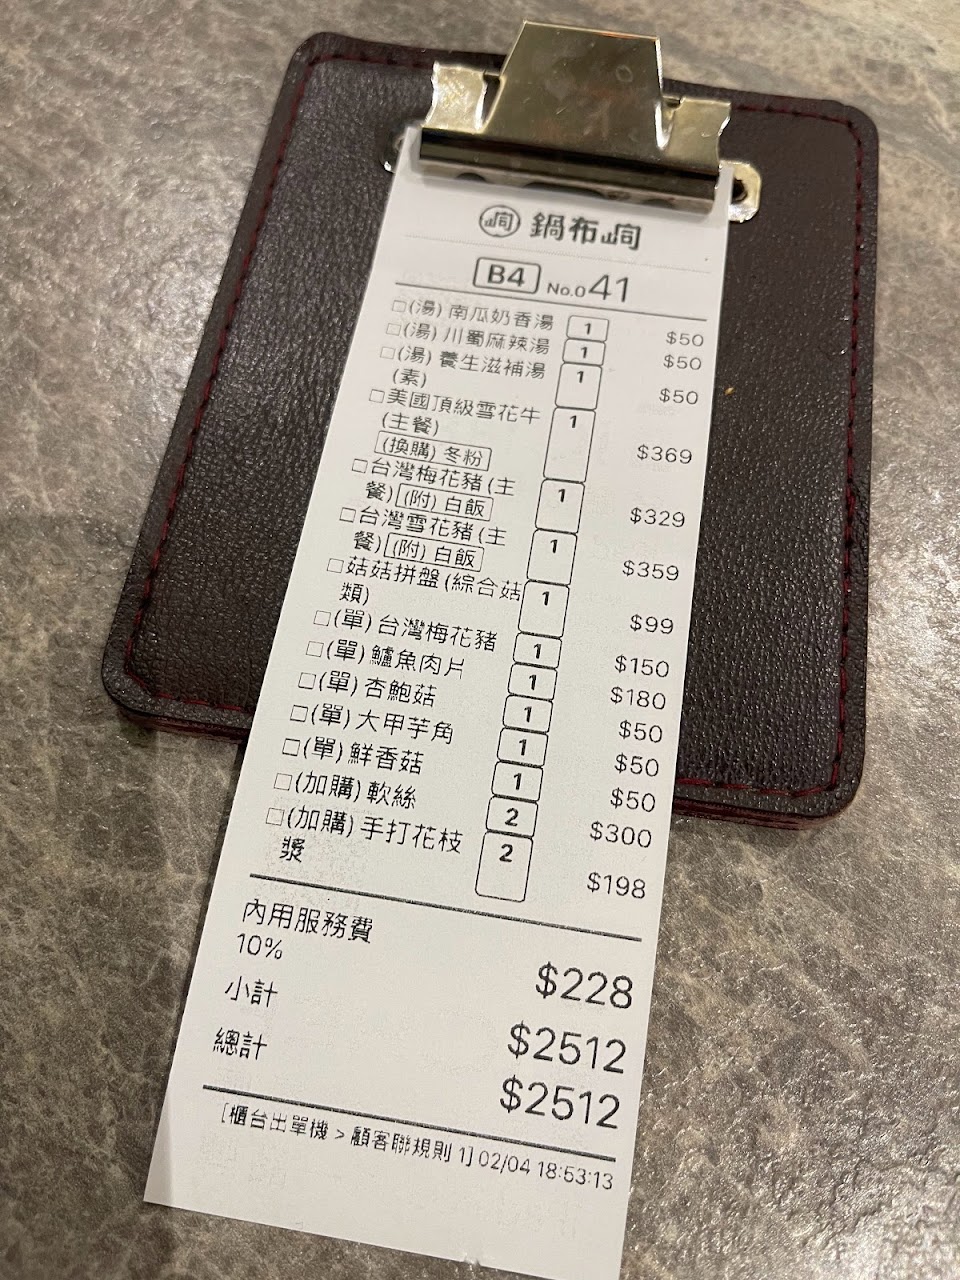 鍋布峒
B4 No.041
□(湯) 南瓜奶香湯 1 $50
□(湯) 川蜀麻辣湯 1 $50
□(湯) 養生滋補湯 1 $50
(素)
□美國頂級雪花牛 1 $369
(主餐)
(換購) 冬粉
□台灣梅花豬 (主 1 $329
餐) (附) 白飯
□台灣雪花豬 (主 1 $359
餐) (附) 白飯
□菇菇拼盤 (綜合菇 1 $99
類)
□(單) 台灣梅花豬 1 $150
□(單) 鱸魚肉片 1 $180
□(單) 杏鮑菇 1 $50
□(單) 大甲芋角 1 $50
□(單) 鮮香菇 1 $50
□(加購) 軟絲 2 $300
□(加購) 手打花枝 2 $198
漿
內用服務費 $228
10%
小計 $2512
總計 $2512
[櫃台出單機 > 顧客聯規則 1] 02/04 18:53:13